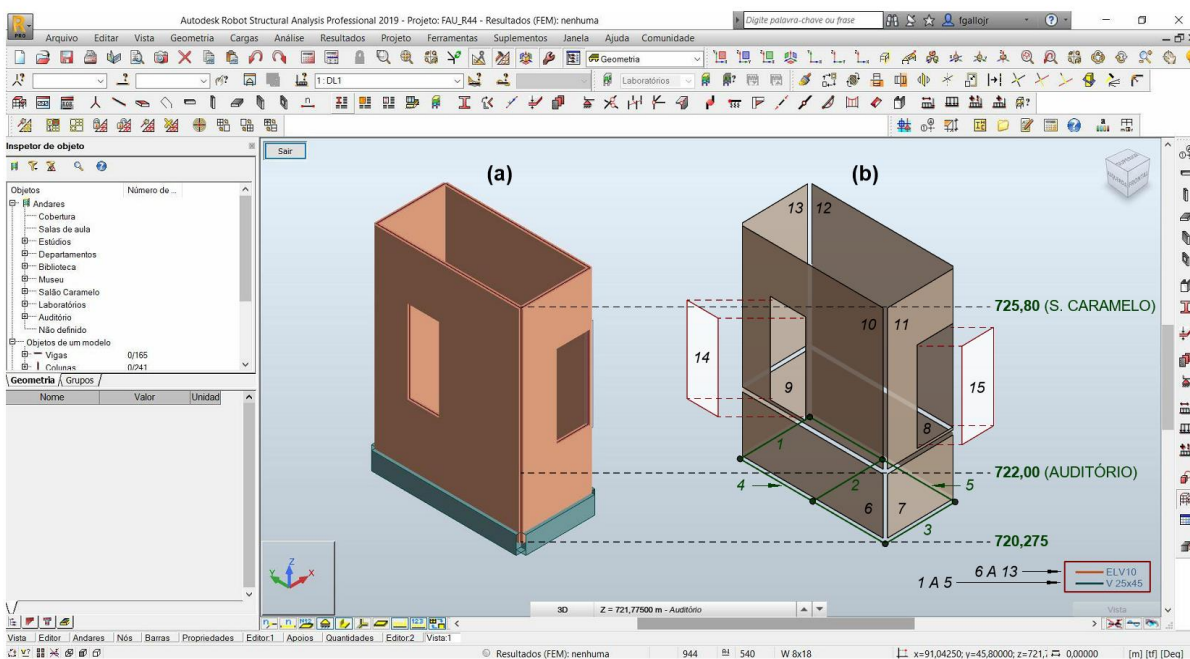 Autodesk Robot Structural Analysis Professional 2019 - Projeto: FAU_R44 - Resultados (FEM): nenhuma
Digite palavra-chave ou frase
fgallojr
PRO
Arquivo Editar Vista Geometria Cargas Análise Resultados Projeto Ferramentas Suplementos Janela Ajuda Comunidade
Geometria
1: DL1
Laboratórios
Inspetor de objeto
Objetos Número de ...
Andares
Cobertura
Salas de aula
Estúdios
Departamentos
Biblioteca
Museu
Salão Caramelo
Laboratórios
Auditório
Não definido
Objetos de um modelo
Vigas 0/165
Colunas 0/241
Geometria Grupos
Nome Valor Unidad
Sair
(a) (b)
13 12
725,80 (S. CARAMELO)
10 11
14
15
9
8
1
722,00 (AUDITÓRIO)
4 2 5
6 7
3
720,275
6 A 13
ELV10
1 A 5
V 25x45
Z
Y X
3D Z = 721,77500 m - Auditório
Vista
Vista Editor Andares Nós Barras Propriedades Editor:1 Apoios Quantidades Editor:2 Vista:1
Resultados (FEM): nenhuma 944 540 W 8x18 x=91,04250; y=45,80000; z=721,7 0,00000 [m] [tf] [Deg]